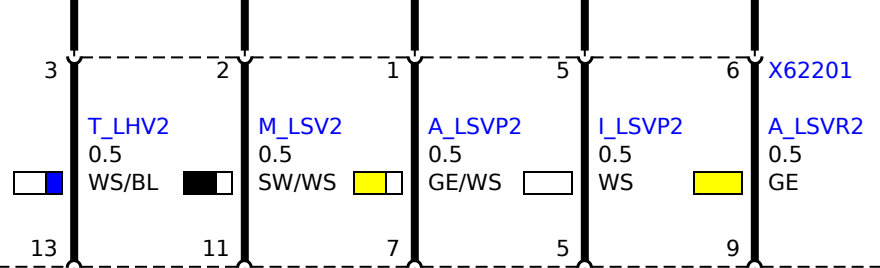 3 2 1 5 6 X62201
T_LHV2 M_LSV2 A_LSVP2 I_LSVP2 A_LSVR2
0.5 0.5 0.5 0.5 0.5
WS/BL SW/WS GE/WS WS GE
13 11 7 5 9